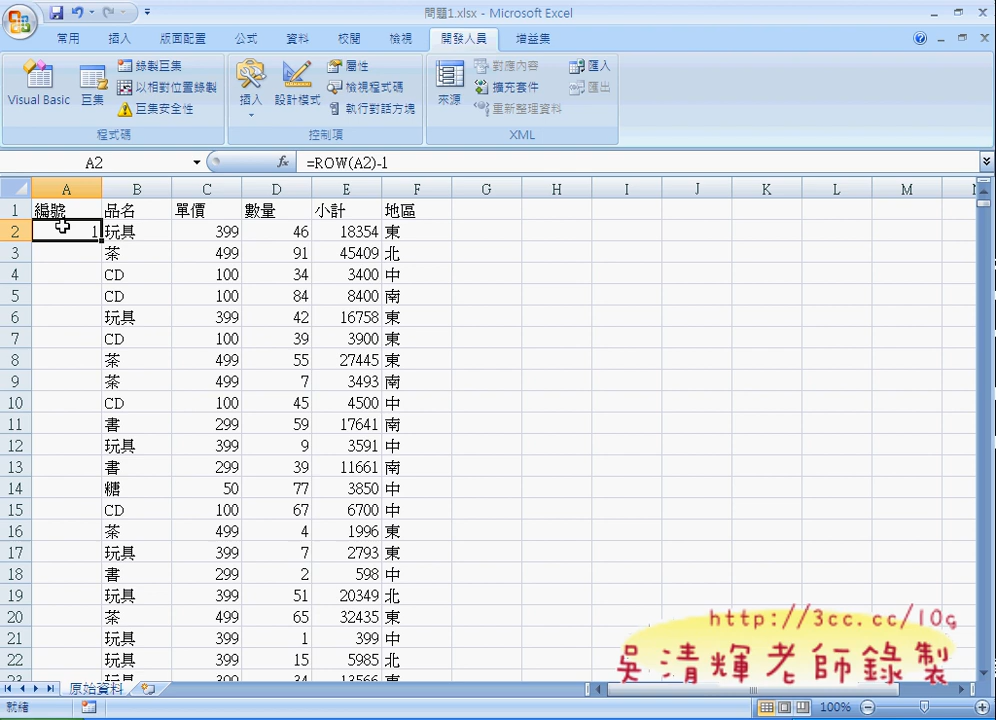 問題1.xlsx - Microsoft Excel
常用 插入 版面配置 公式 資料 校閱 檢視 開發人員 增益集
Visual Basic 巨集 錄製巨集 以相對位置錄製 巨集安全性 程式碼
插入 設計模式 屬性 檢視程式碼 執行對話方塊 控制項
來源 對應內容 擴充套件 重新整理資料 匯入 匯出 XML
A2 fx =ROW(A2)-1
A B C D E F G H I J K L M
1 編號 品名 單價 數量 小計 地區
2 1 玩具 399 46 18354 東
3 茶 499 91 45409 北
4 CD 100 34 3400 中
5 CD 100 84 8400 南
6 玩具 399 42 16758 東
7 CD 100 39 3900 東
8 茶 499 55 27445 東
9 茶 499 7 3493 南
10 CD 100 45 4500 中
11 書 299 59 17641 南
12 玩具 399 9 3591 中
13 書 299 39 11661 南
14 糖 50 77 3850 中
15 CD 100 67 6700 中
16 茶 499 4 1996 東
17 玩具 399 7 2793 東
18 書 299 2 598 中
19 玩具 399 51 20349 北
20 茶 499 65 32435 東
21 玩具 399 1 399 中
22 玩具 399 15 5985 北
23 玩具 399 34 13566 東
http://3cc.cc/10g
吳清輝老師錄製
原始資料
就緒 100%